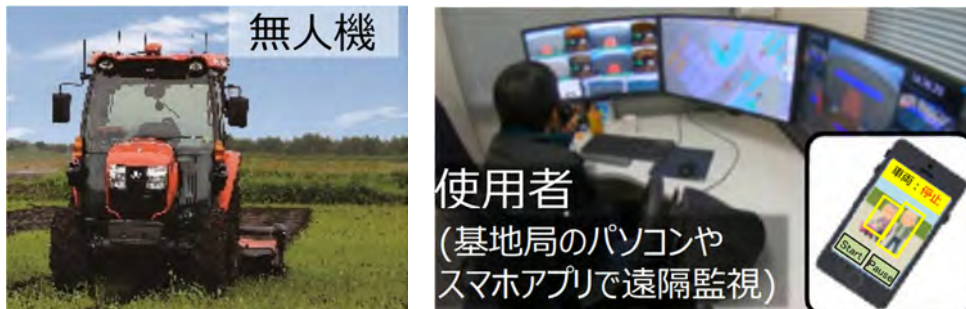 無人機
使用者
(基地局のパソコンや
スマホアプリで遠隔監視)
車両：停止
Start
Pause